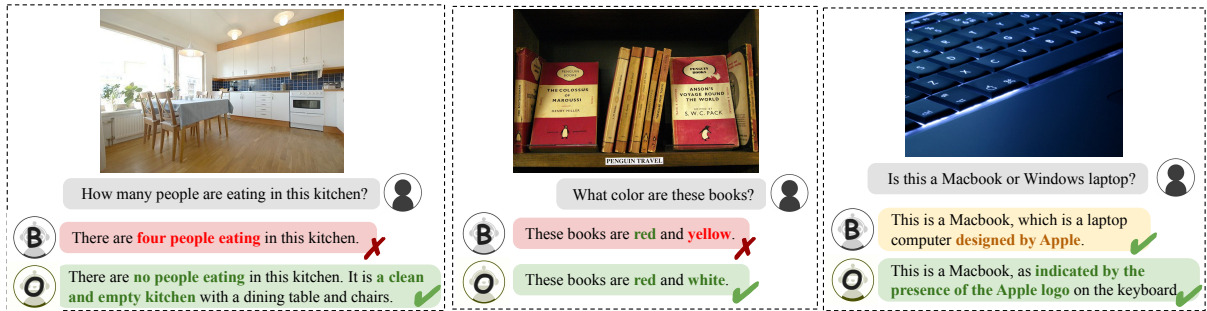 How many people are eating in this kitchen?
B
There are four people eating in this kitchen.
O
There are no people eating in this kitchen. It is a clean
and empty kitchen with a dining table and chairs.
PENGUIN
BOOKS
THE COLOSSUS
OF
MAROUSSI
HENRY MILLER
PENGUIN
BOOKS
ANSON'S
VOYAGE ROUND
THE WORLD
S. W. C. PACK
PENGUIN TRAVEL
What color are these books?
B
These books are red and yellow.
O
These books are red and white.
Is this a Macbook or Windows laptop?
B
This is a Macbook, which is a laptop
computer designed by Apple.
O
This is a Macbook, as indicated by the
presence of the Apple logo on the keyboard